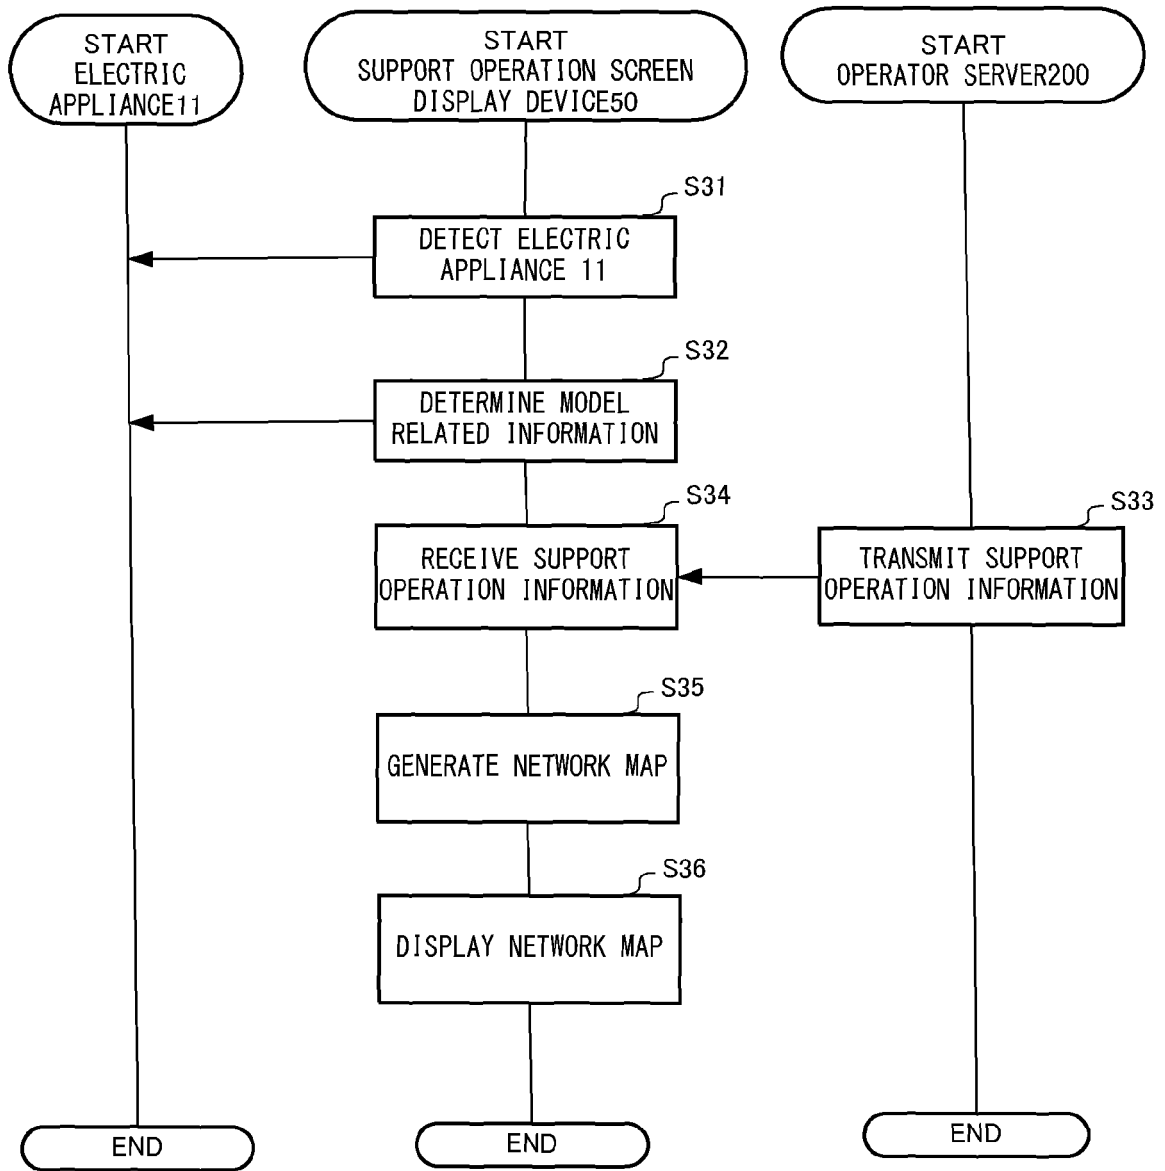 START
ELECTRIC
APPLIANCE11
START
SUPPORT OPERATION SCREEN
DISPLAY DEVICE50
START
OPERATOR SERVER200
S31
DETECT ELECTRIC
APPLIANCE 11
S32
DETERMINE MODEL
RELATED INFORMATION
S34
RECEIVE SUPPORT
OPERATION INFORMATION
S33
TRANSMIT SUPPORT
OPERATION INFORMATION
S35
GENERATE NETWORK MAP
S36
DISPLAY NETWORK MAP
END
END
END